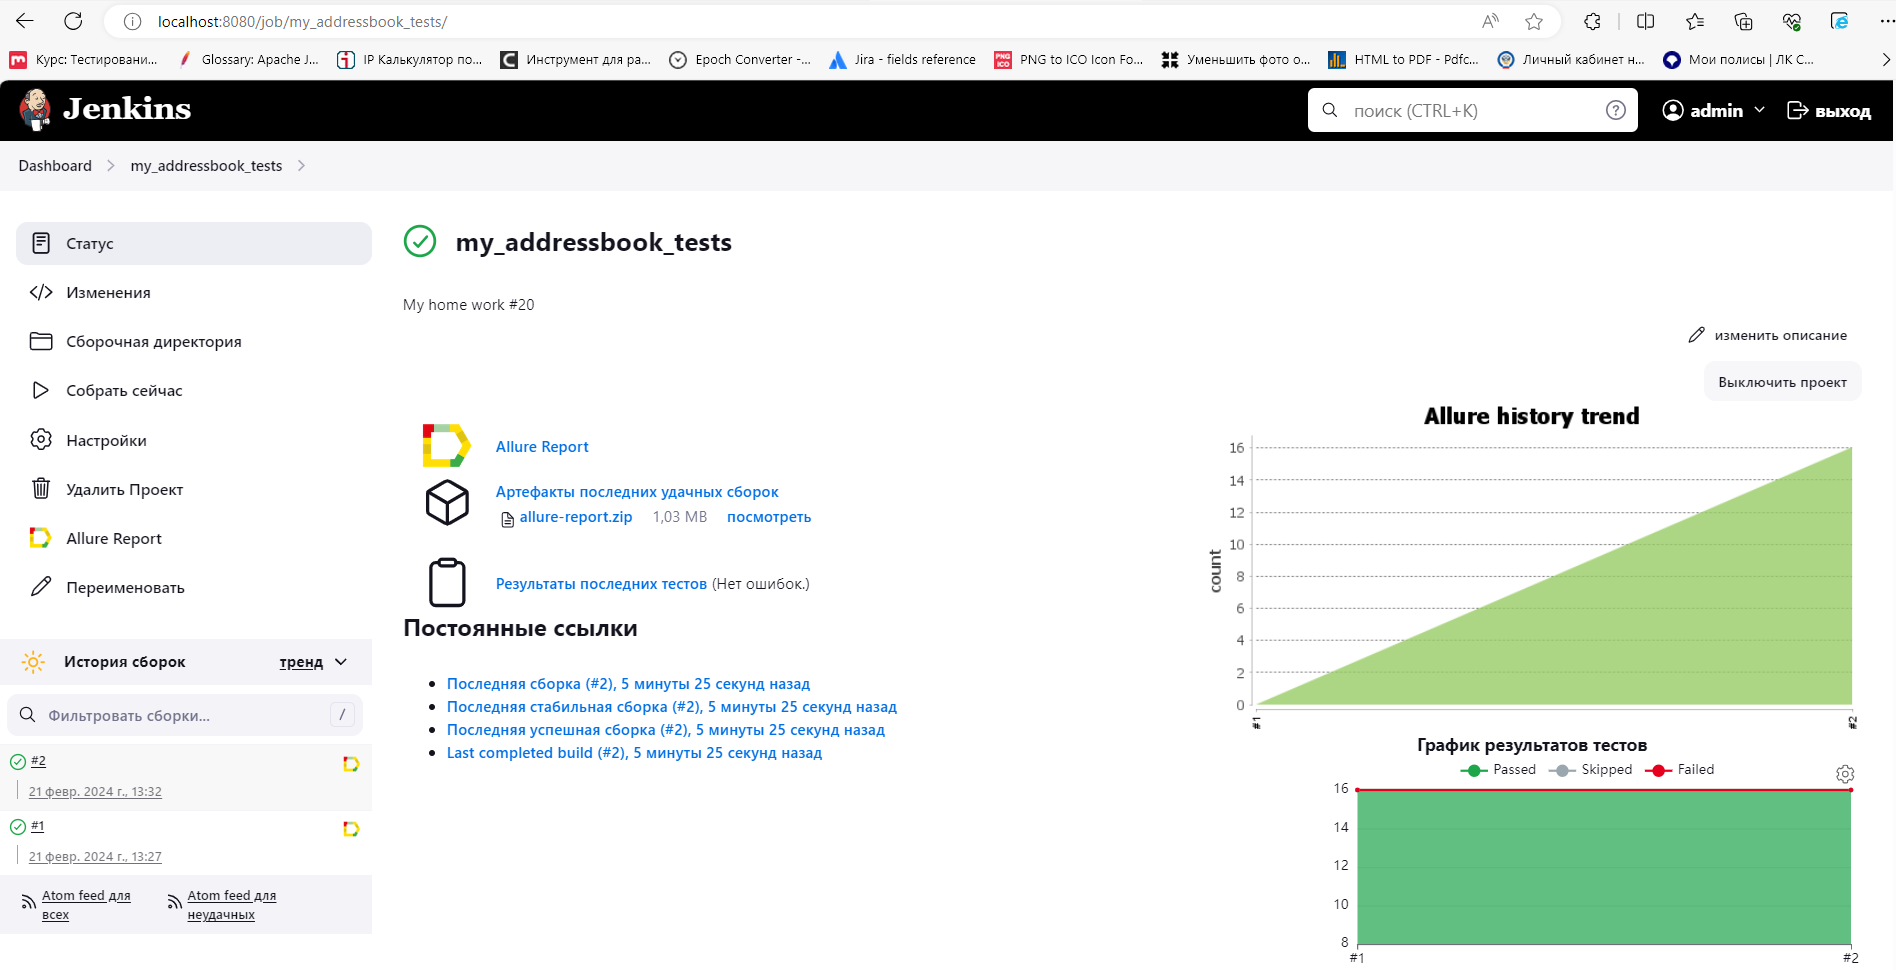 localhost:8080/job/my_addressbook_tests/
Курс: Тестировани...
Glossary: Apache J...
IP Калькулятор по...
Инструмент для ра...
Epoch Converter -...
Jira - fields reference
PNG to ICO Icon Fo...
Уменьшить фото о...
HTML to PDF - Pdfc...
Личный кабинет н...
Мои полисы | ЛК С...
Jenkins
поиск (CTRL+K)
admin
выход
Dashboard
my_addressbook_tests
Статус
Изменения
Сборочная директория
Собрать сейчас
Настройки
Удалить Проект
Allure Report
Переименовать
История сборок
тренд
Фильтровать сборки...
/
#2
21 февр. 2024 г., 13:32
#1
21 февр. 2024 г., 13:27
Atom feed для
всех
Atom feed для
неудачных
my_addressbook_tests
My home work #20
изменить описание
Выключить проект
Allure Report
Артефакты последних удачных сборок
allure-report.zip 1,03 MB посмотреть
Результаты последних тестов (Нет ошибок.)
Постоянные ссылки
Последняя сборка (#2), 5 минуты 25 секунд назад
Последняя стабильная сборка (#2), 5 минуты 25 секунд назад
Последняя успешная сборка (#2), 5 минуты 25 секунд назад
Last completed build (#2), 5 минуты 25 секунд назад
Allure history trend
count
16
14
12
10
8
6
4
2
0
#1
#2
График результатов тестов
Passed
Skipped
Failed
16
14
12
10
8
#1
#2